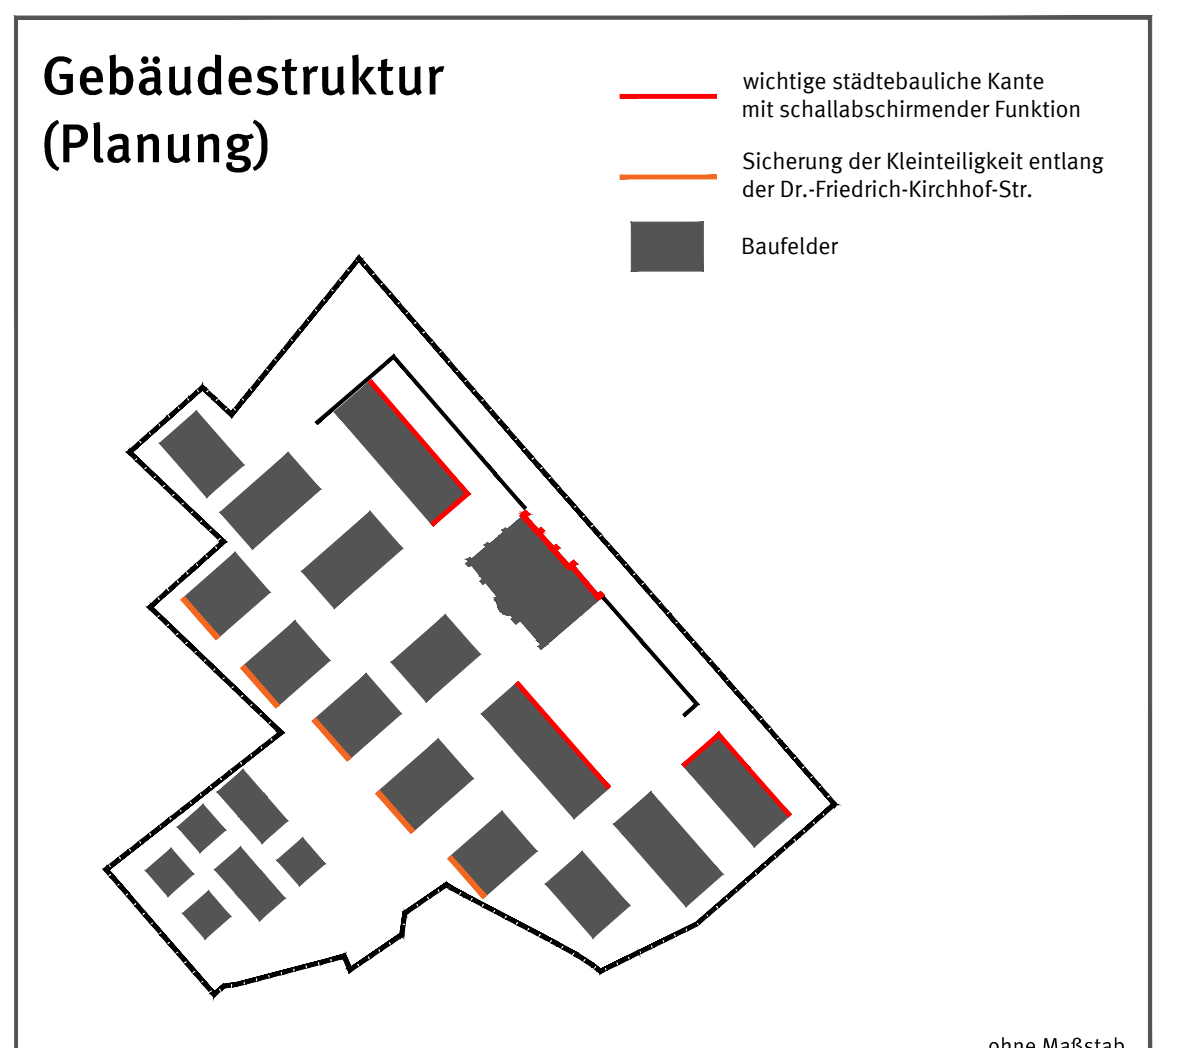 Gebäudestruktur
(Planung)
wichtige städtebauliche Kante
mit schallabschirmender Funktion
Sicherung der Kleinteiligkeit entlang
der Dr.-Friedrich-Kirchhof-Str.
Baufelder
ohne Maßstab